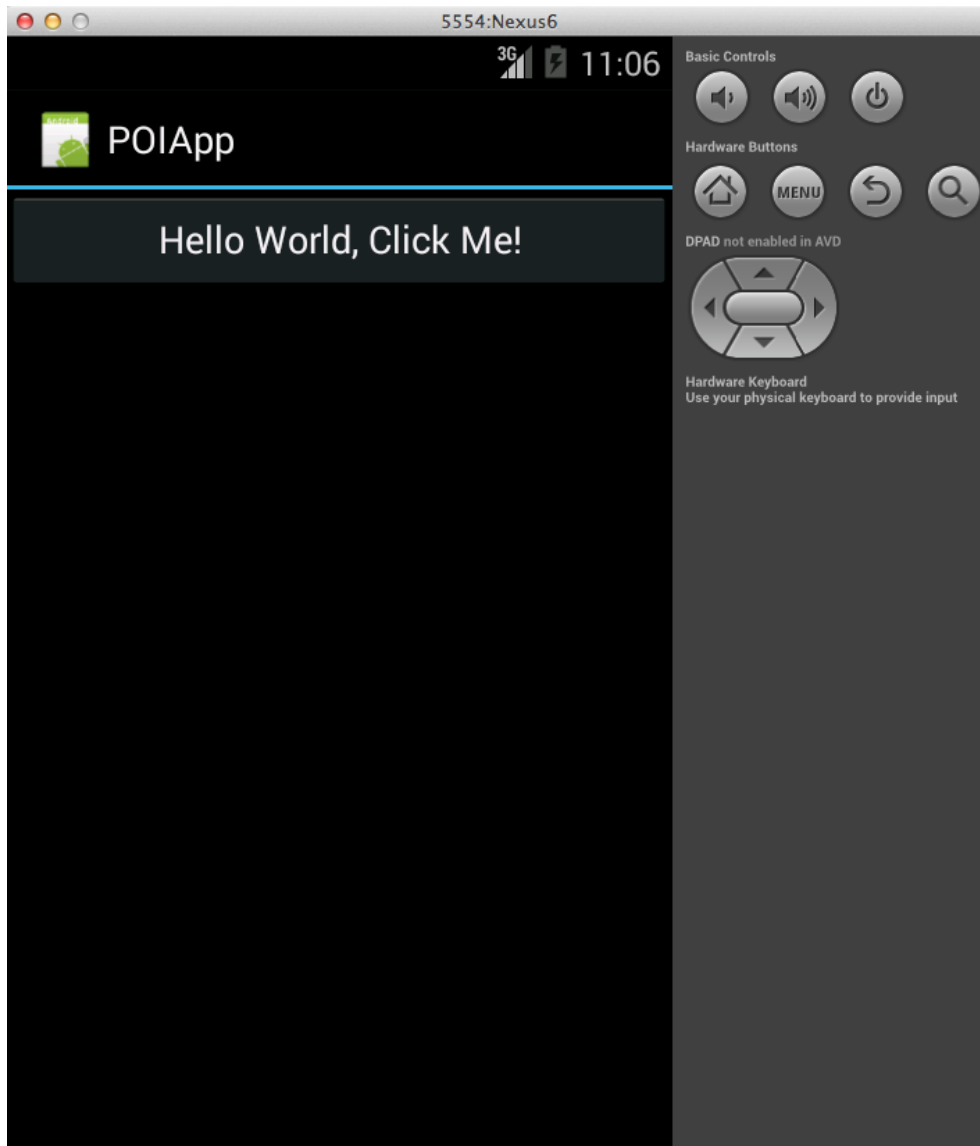 5554:Nexus6
3G 11:06
POIApp
Hello World, Click Me!
Basic Controls
Hardware Buttons
MENU
DPAD not enabled in AVD
Hardware Keyboard
Use your physical keyboard to provide input